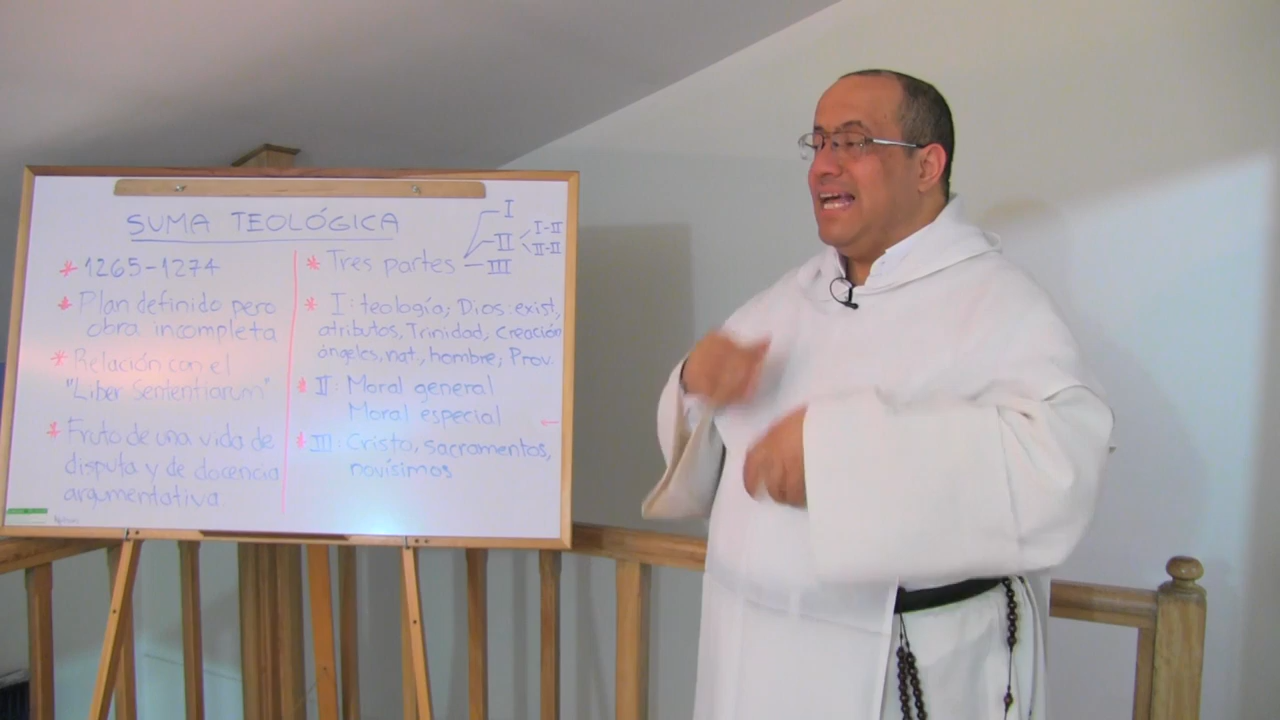 SUMA TEOLÓGICA
* 1265-1274
* Plan definido pero
obra incompleta
* Relación con el
"Liber Sententiarum"
* Fruto de una vida de
disputa y de docencia
argumentativa
* Tres partes
I
II
I-II
II-II
III
* I: teología; Dios: exist,
atributos, Trinidad, Creación
ángeles, nat., hombre; Prov.
* II: Moral general
Moral especial
* III: Cristo, sacramentos,
novísimos